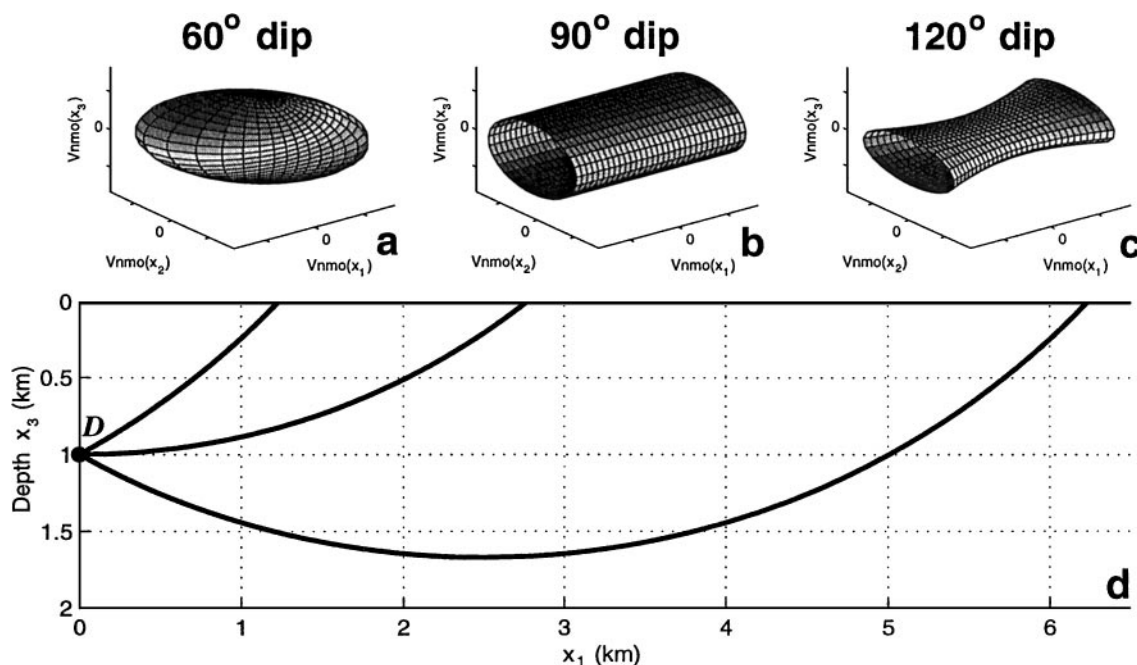 60° dip 90° dip 120° dip
Vnmo(x₃) Vnmo(x₃) Vnmo(x₃)
0 0 0
0 0 0 0 0 0
Vnmo(x₂) Vnmo(x₁) a Vnmo(x₂) Vnmo(x₁) b Vnmo(x₂) Vnmo(x₁) c
0
0.5
D
1
1.5
2
Depth x₃ (km)
d
0 1 2 3 4 5 6
x₁ (km)